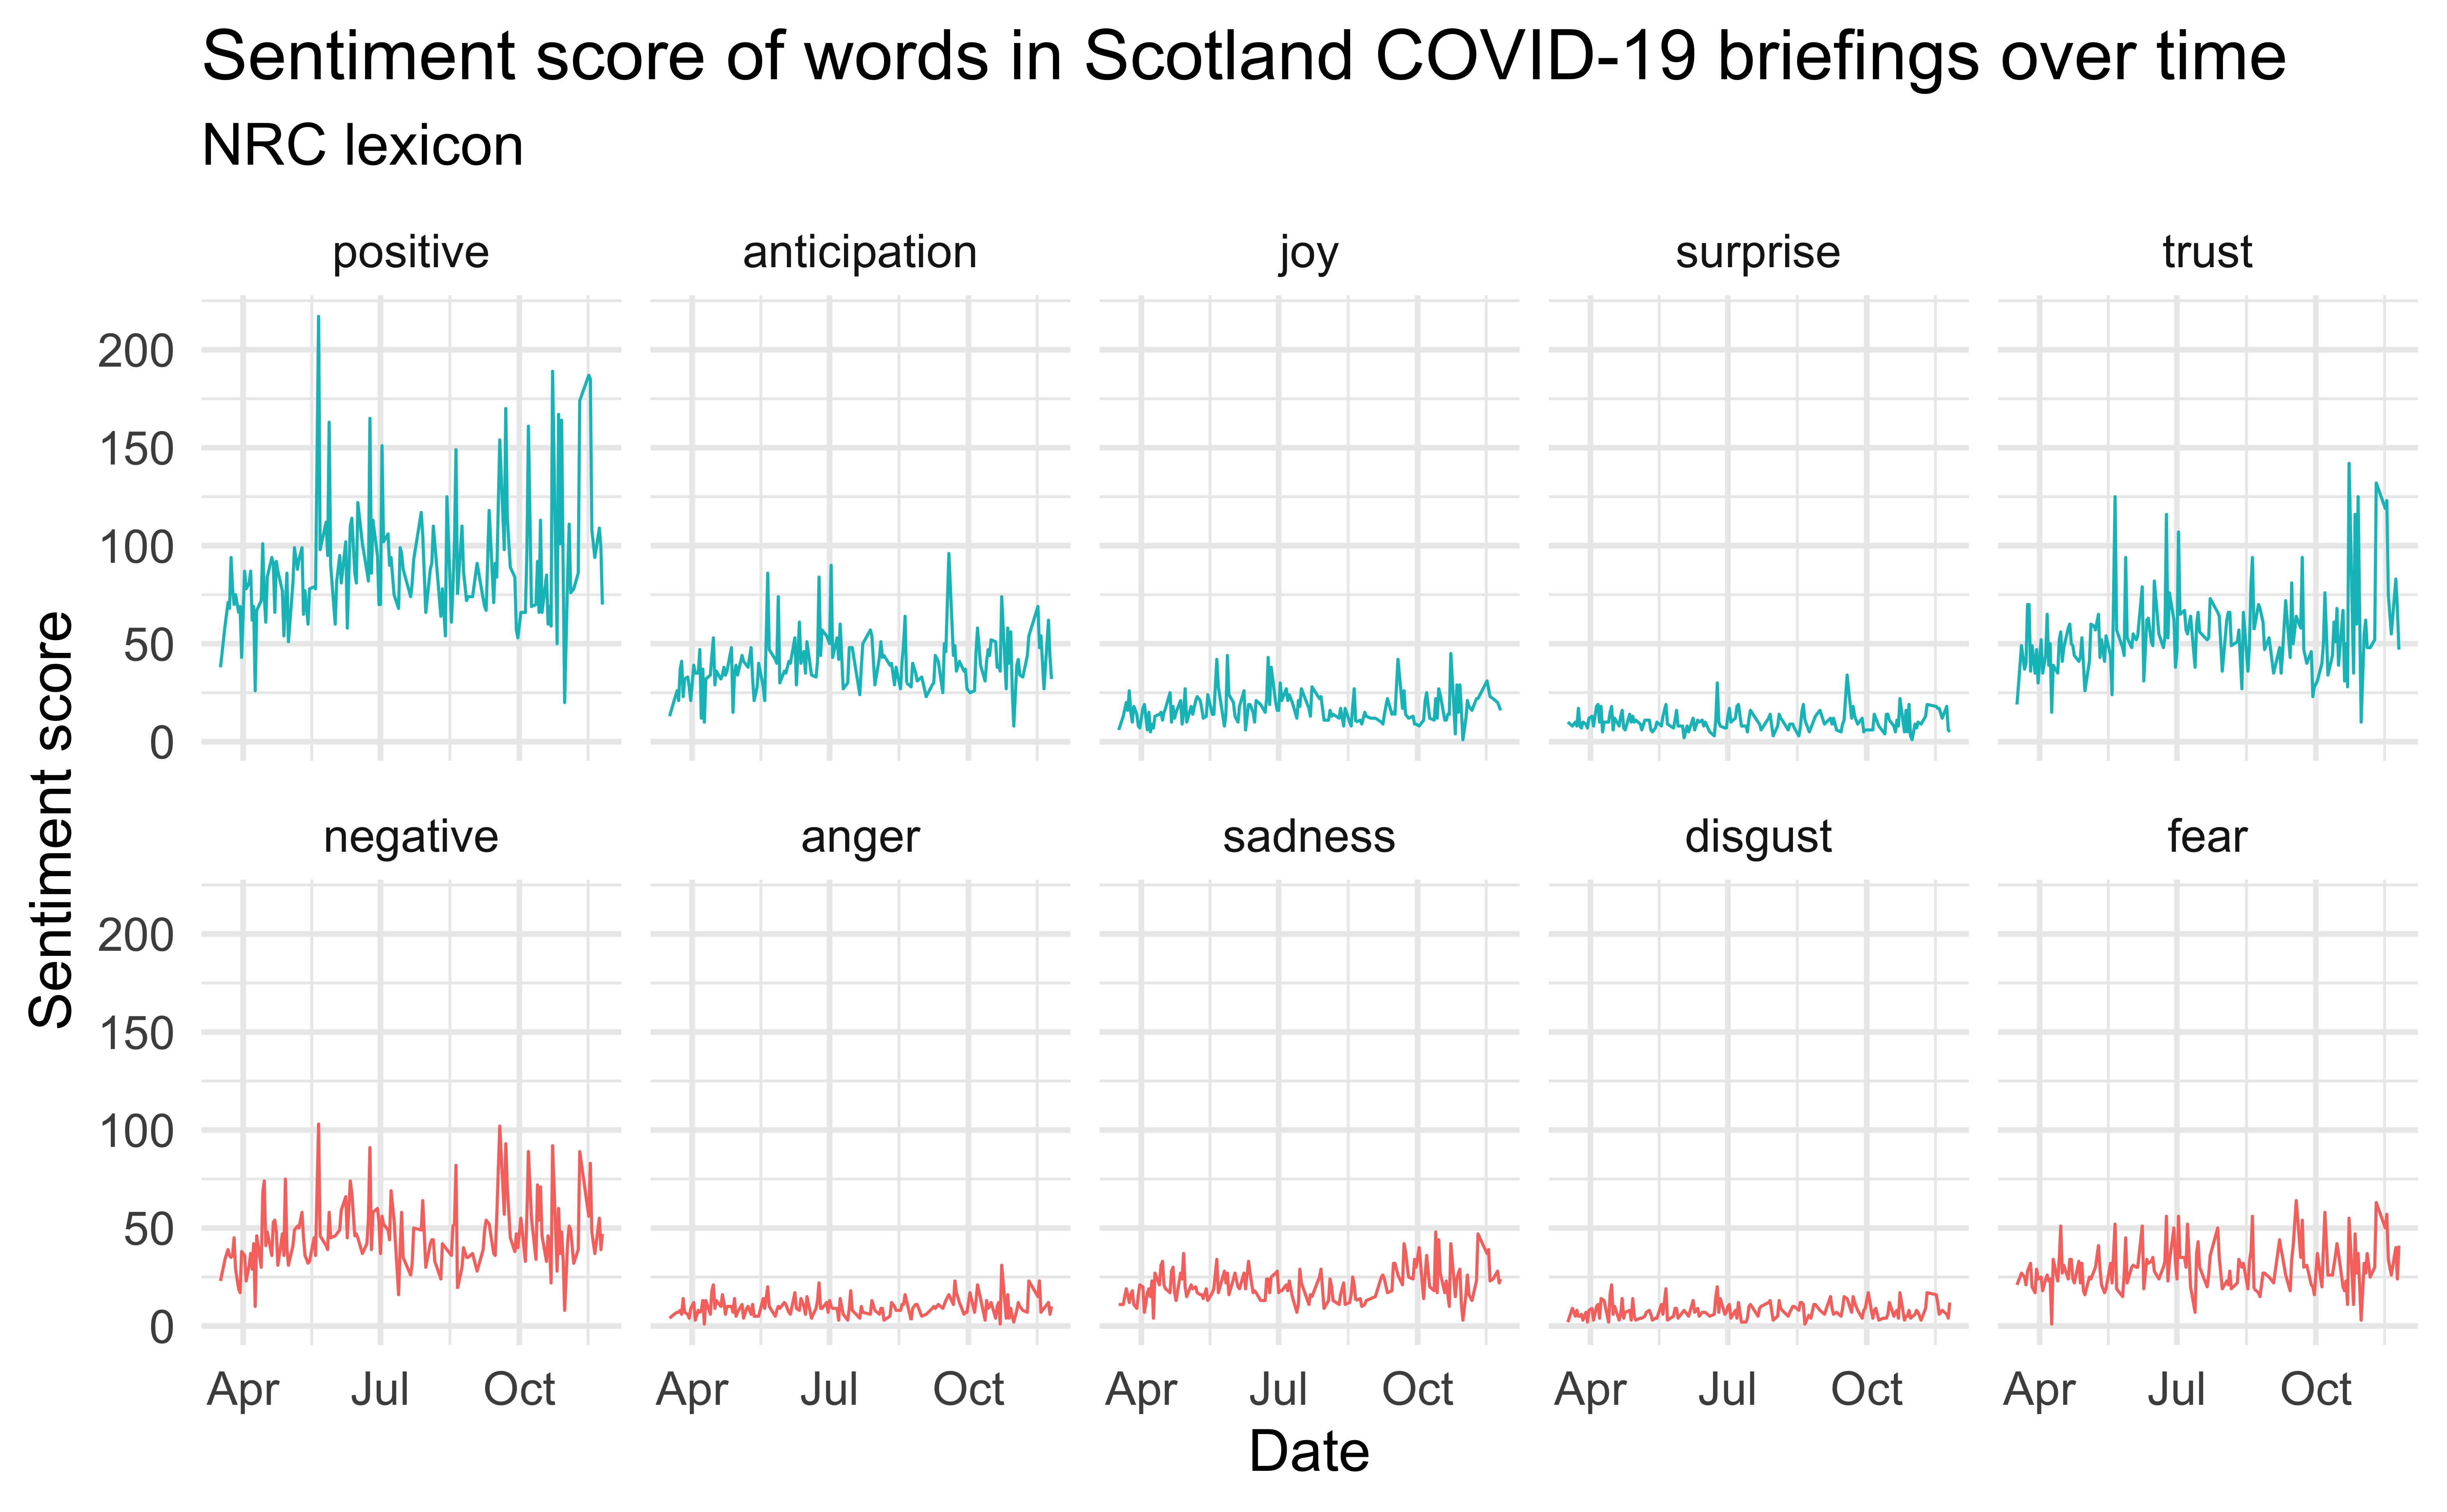 Sentiment score of words in Scotland COVID-19 briefings over time
NRC lexicon
positive
anticipation
joy
surprise
trust
200
150
100
50
0
negative
anger
sadness
disgust
fear
200
150
100
50
0
Sentiment score
Apr Jul Oct
Apr Jul Oct
Apr Jul Oct
Apr Jul Oct
Apr Jul Oct
Date